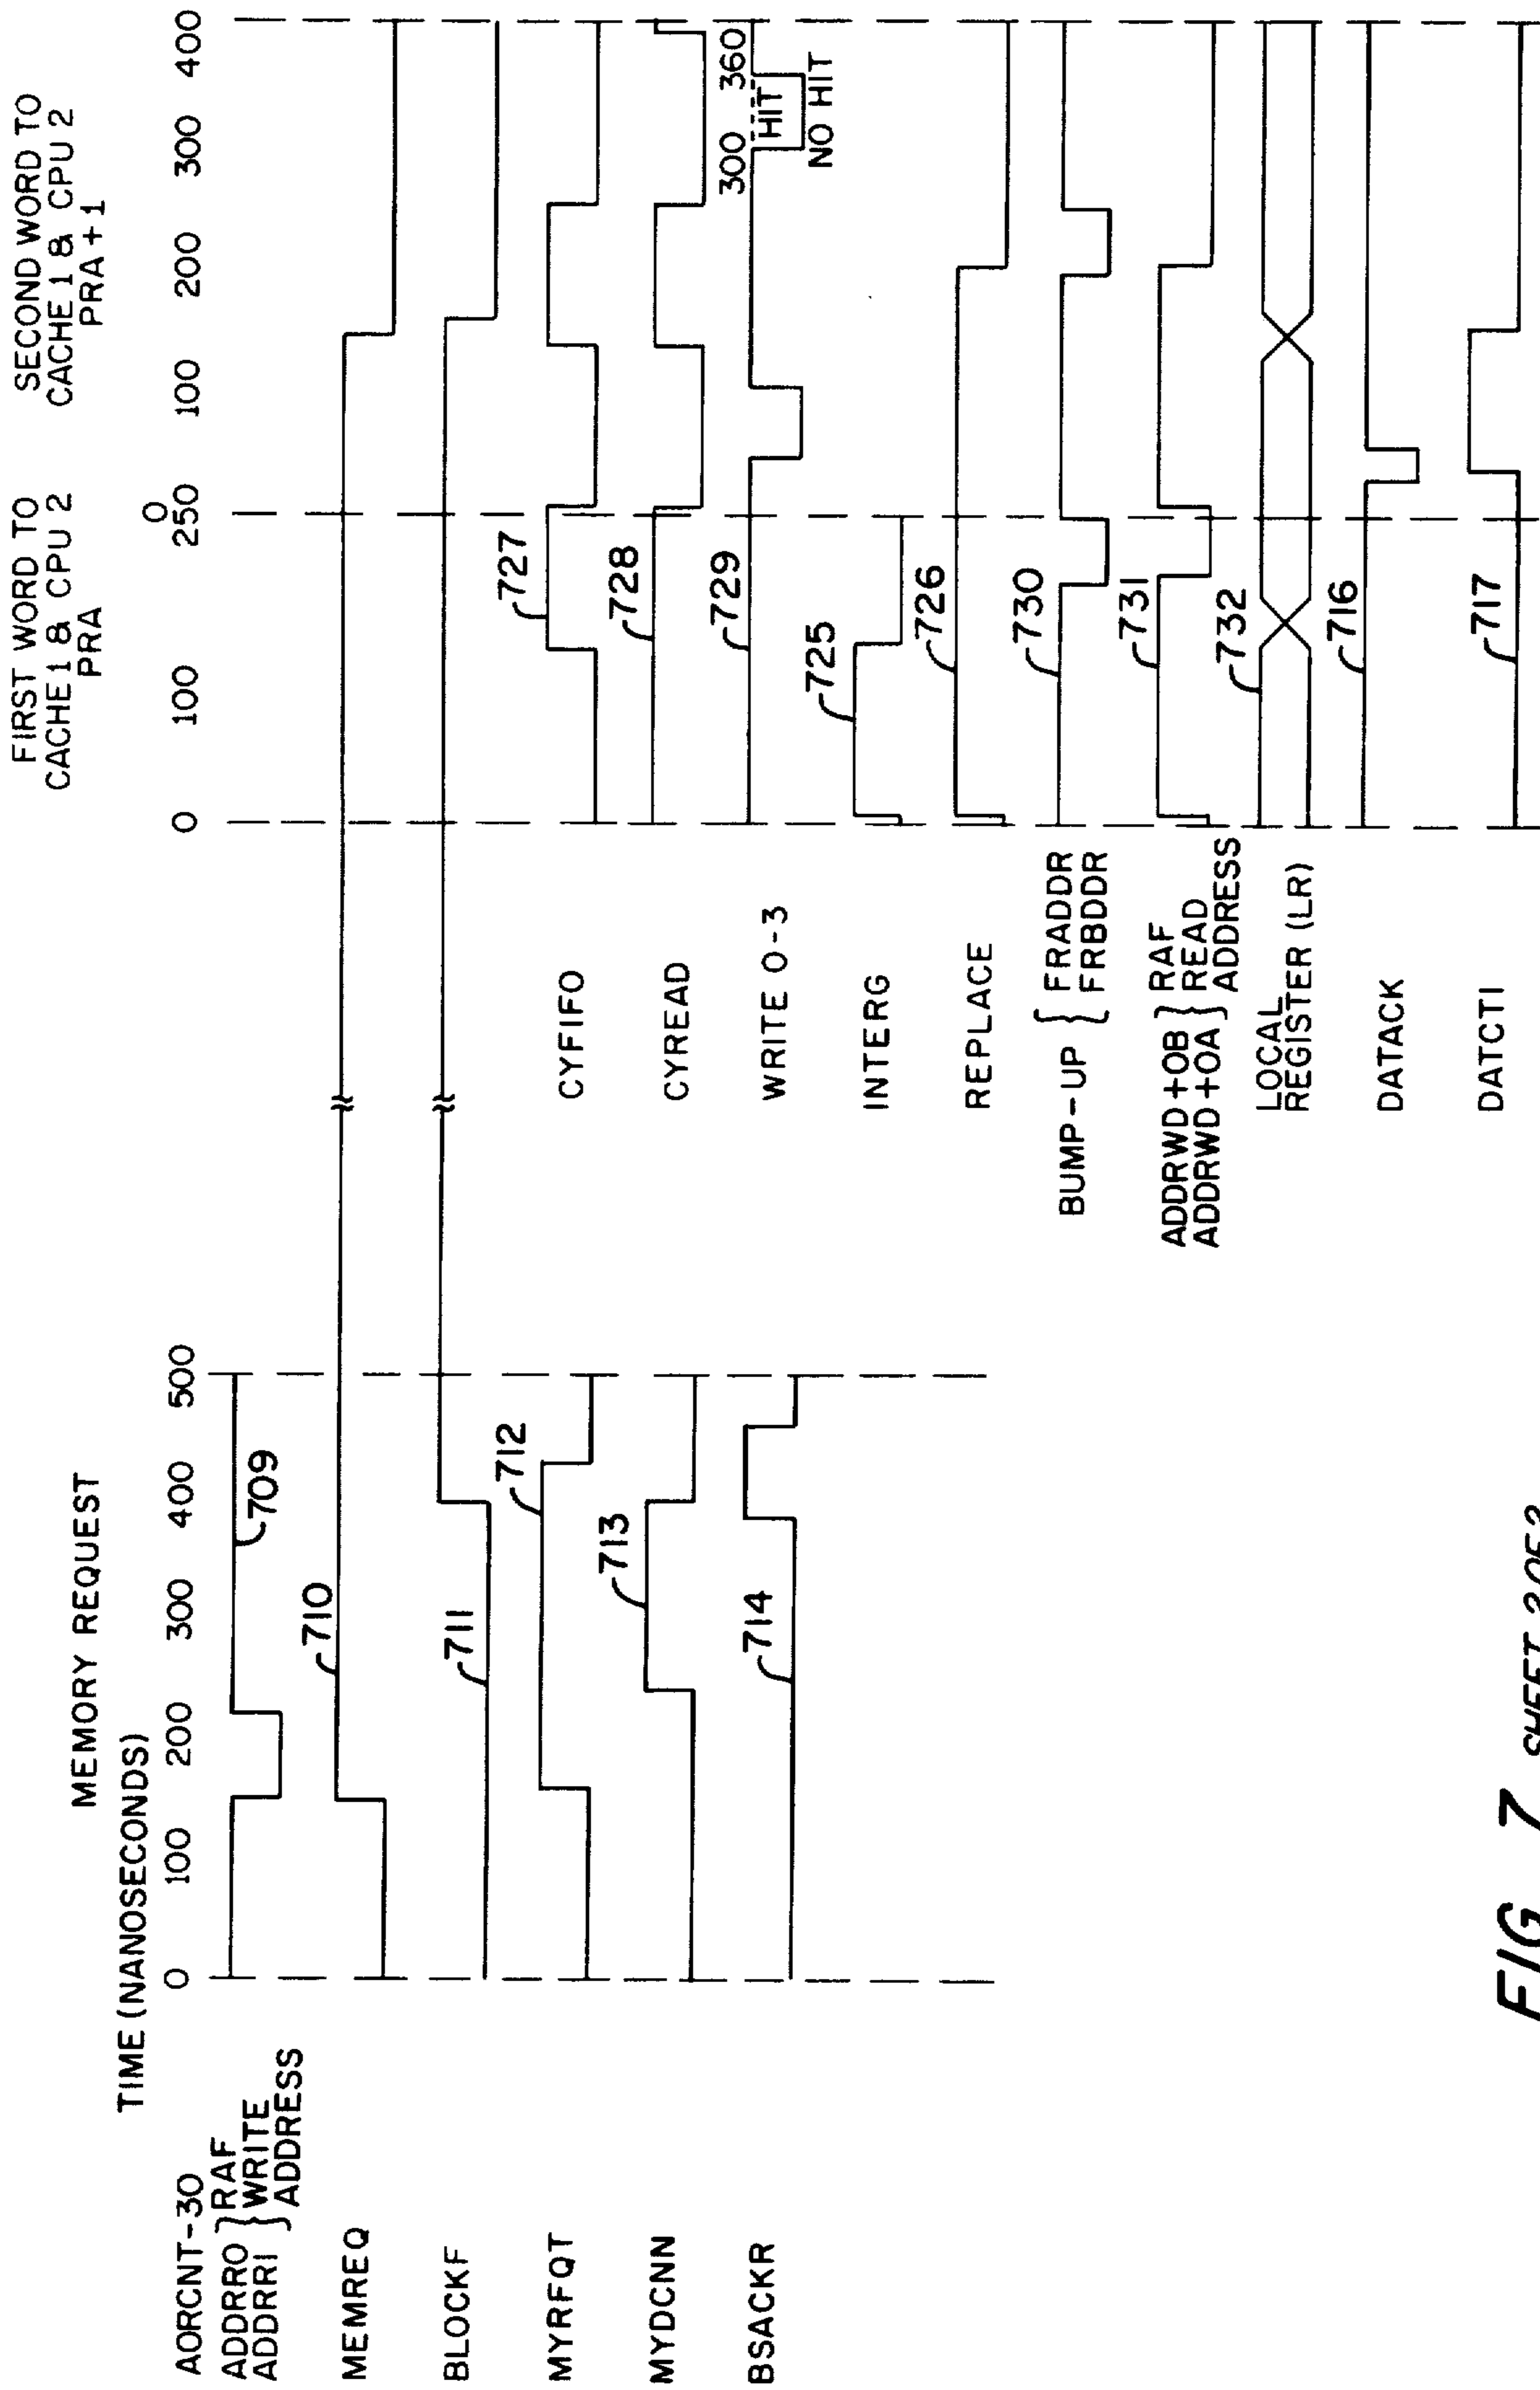 MEMORY REQUEST
TIME (NANOSECONDS)
0 100 200 300 400 500
AORCNT-30
ADDRRO } RAF
ADDRRI } WRITE
ADDRESS
709
MEMREQ
710
BLOCKF
711
MYRFQT
712
MYDCNN
713
BSACKR
714
FIRST WORD TO
CACHE 1 & CPU 2
PRA
SECOND WORD TO
CACHE 1 & CPU 2
PRA + 1
0 100 250
0 100 200 300 400
CYFIFO
727
CYREAD
728
WRITE 0-3
729
300 360
HIT
NO HIT
INTERG
725
REPLACE
726
BUMP-UP { FRADDR
FRBDDR
730
ADDRWD+OB } RAF
ADDRWD+OA } READ
ADDRESS
731
LOCAL
REGISTER (LR)
732
DATACK
716
DATCTI
717
FIG. 7